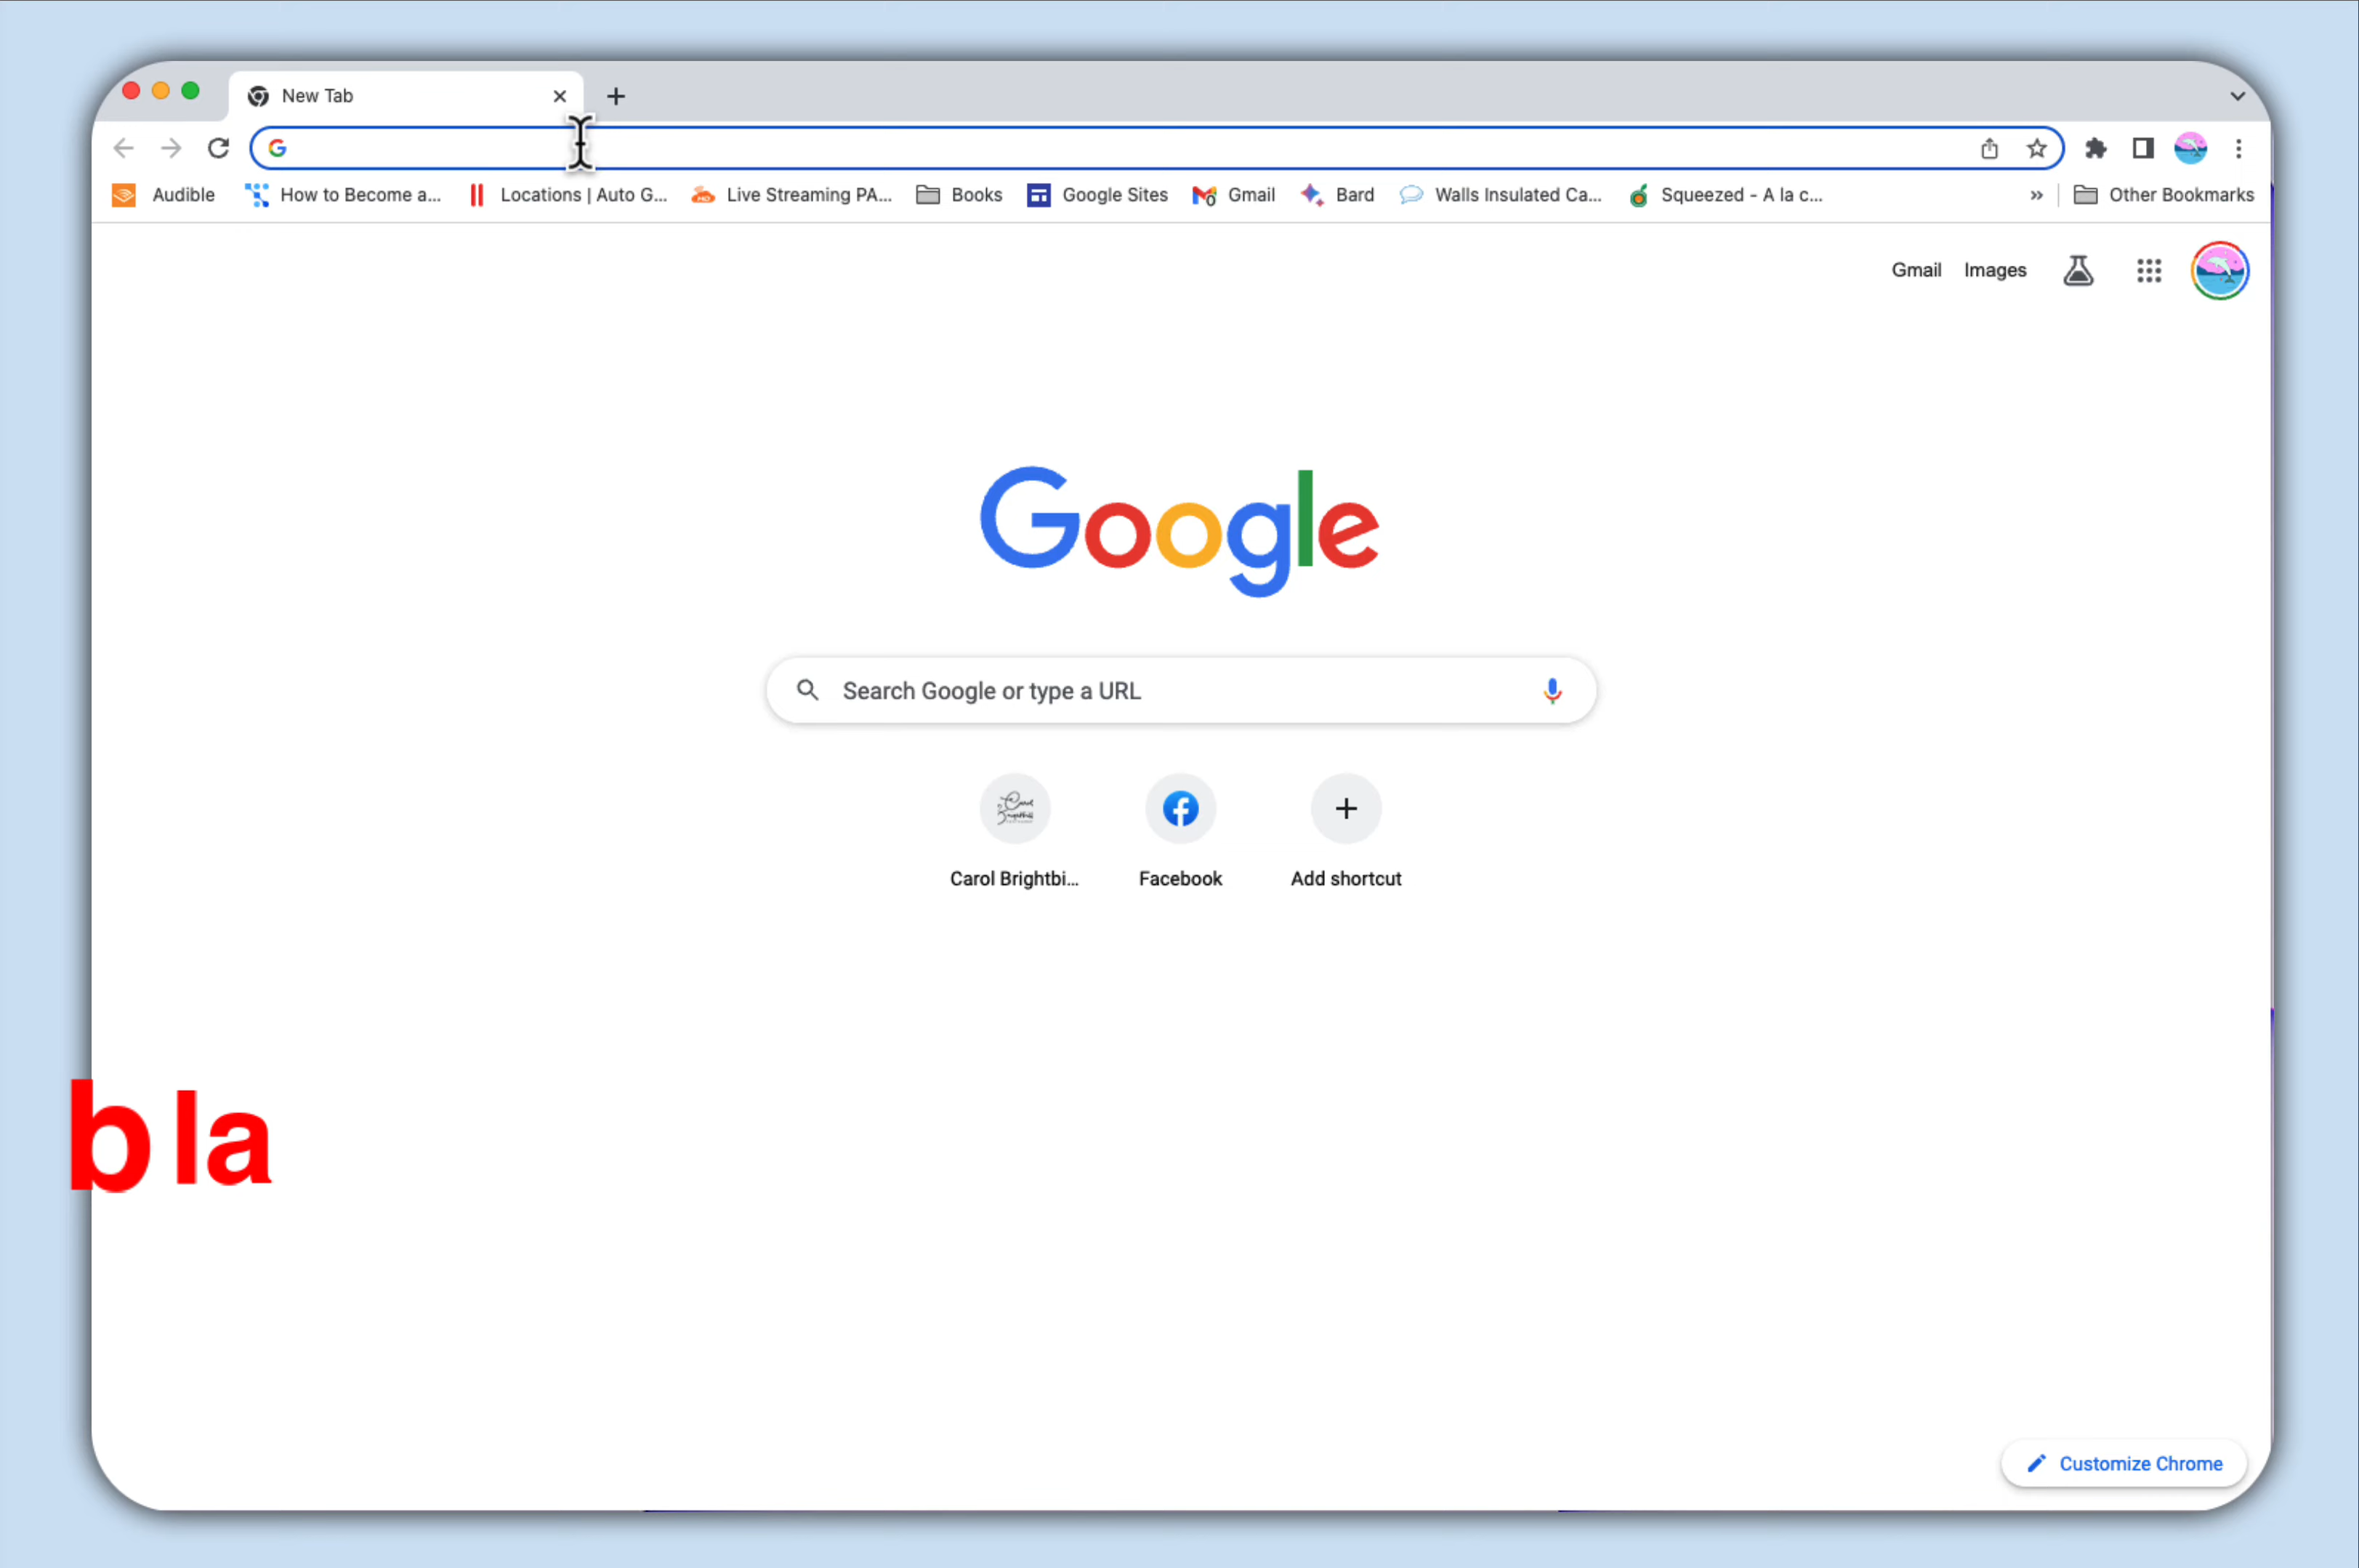 New Tab
Audible How to Become a... Locations | Auto G... Live Streaming PA... Books Google Sites Gmail Bard Walls Insulated Ca... Squeezed - A la c... » Other Bookmarks
Gmail Images
Google
Search Google or type a URL
Carol Brightbi... Facebook Add shortcut
b la
Customize Chrome